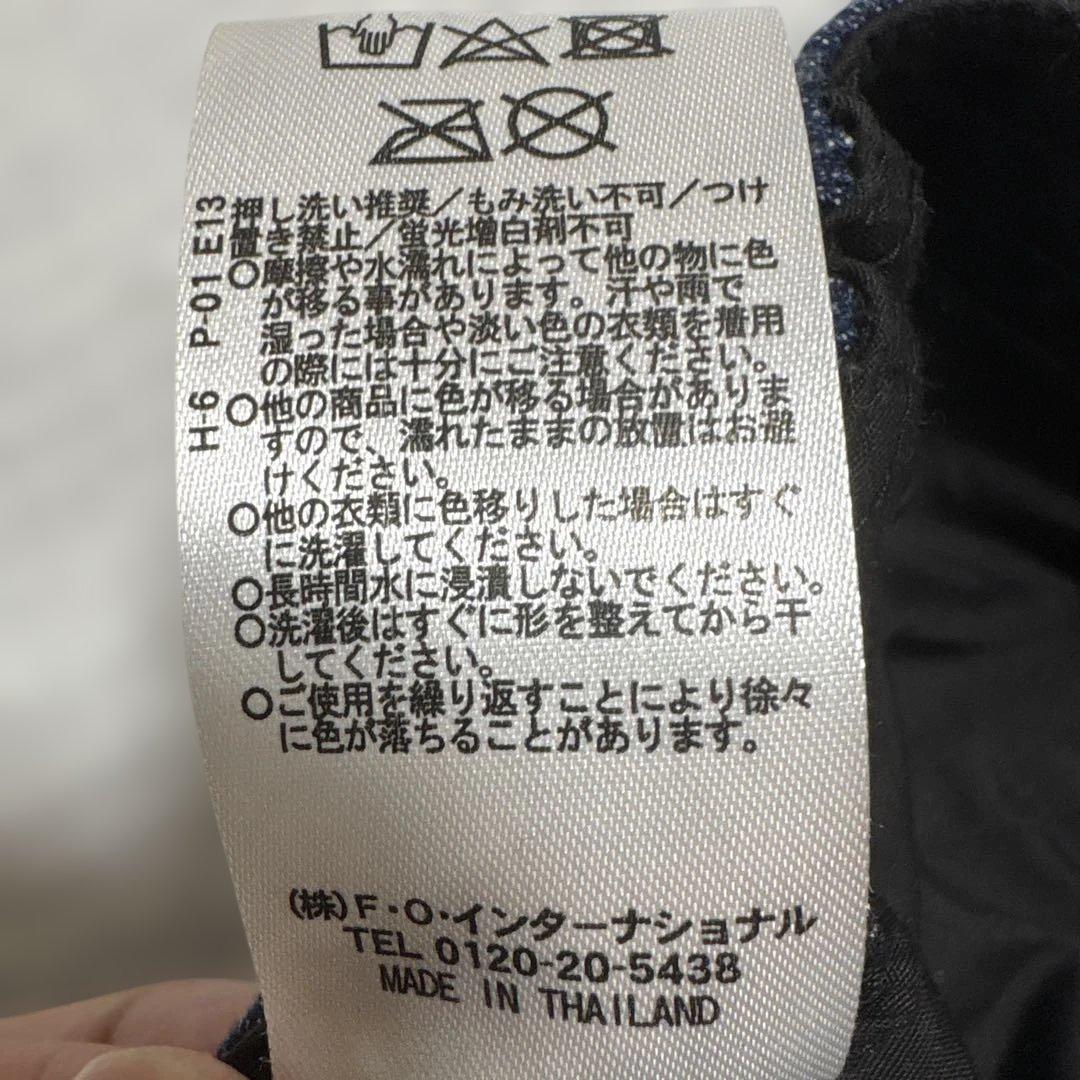 H6 P-01 E13
押し洗い推奨/もみ洗い不可/つけ
置き禁止/蛍光増白剤不可
○摩擦や水濡れによって他の物に色
が移る事があります。汗や雨で
湿った場合や淡い色の衣類を着用
の際には十分にご注意ください。
○他の商品に色が移る場合がありま
すので、濡れたままの放置はお避
けください。
○他の衣類に色移りした場合はすぐ
に洗濯してください。
○長時間水に浸漬しないでください。
○洗濯後はすぐに形を整えてから干
してください。
○ご使用を繰り返すことにより徐々
に色が落ちることがあります。
(株)F・O・インターナショナル
TEL 0120-20-5438
MADE IN THAILAND